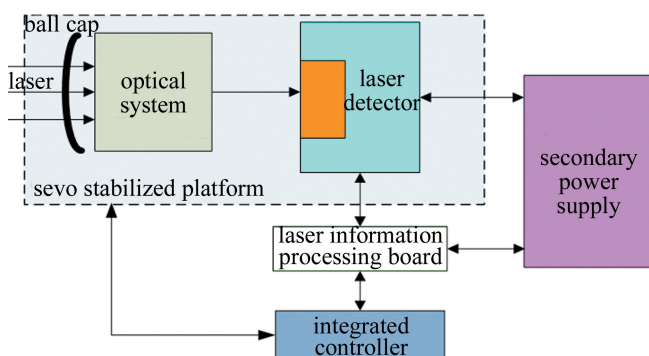 ball cap
laser
optical
system
laser
detector
sevo stabilized platform
secondary
power
supply
laser information
processing board
integrated
controller